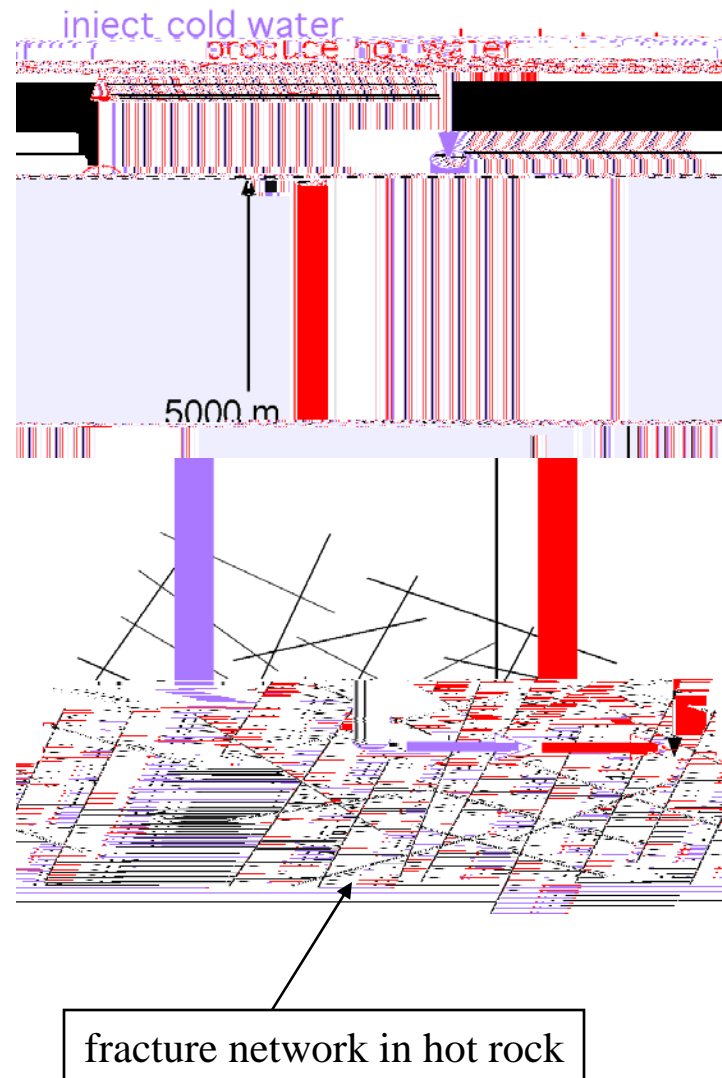 inject cold water
produce hot water
5000 m
fracture network in hot rock